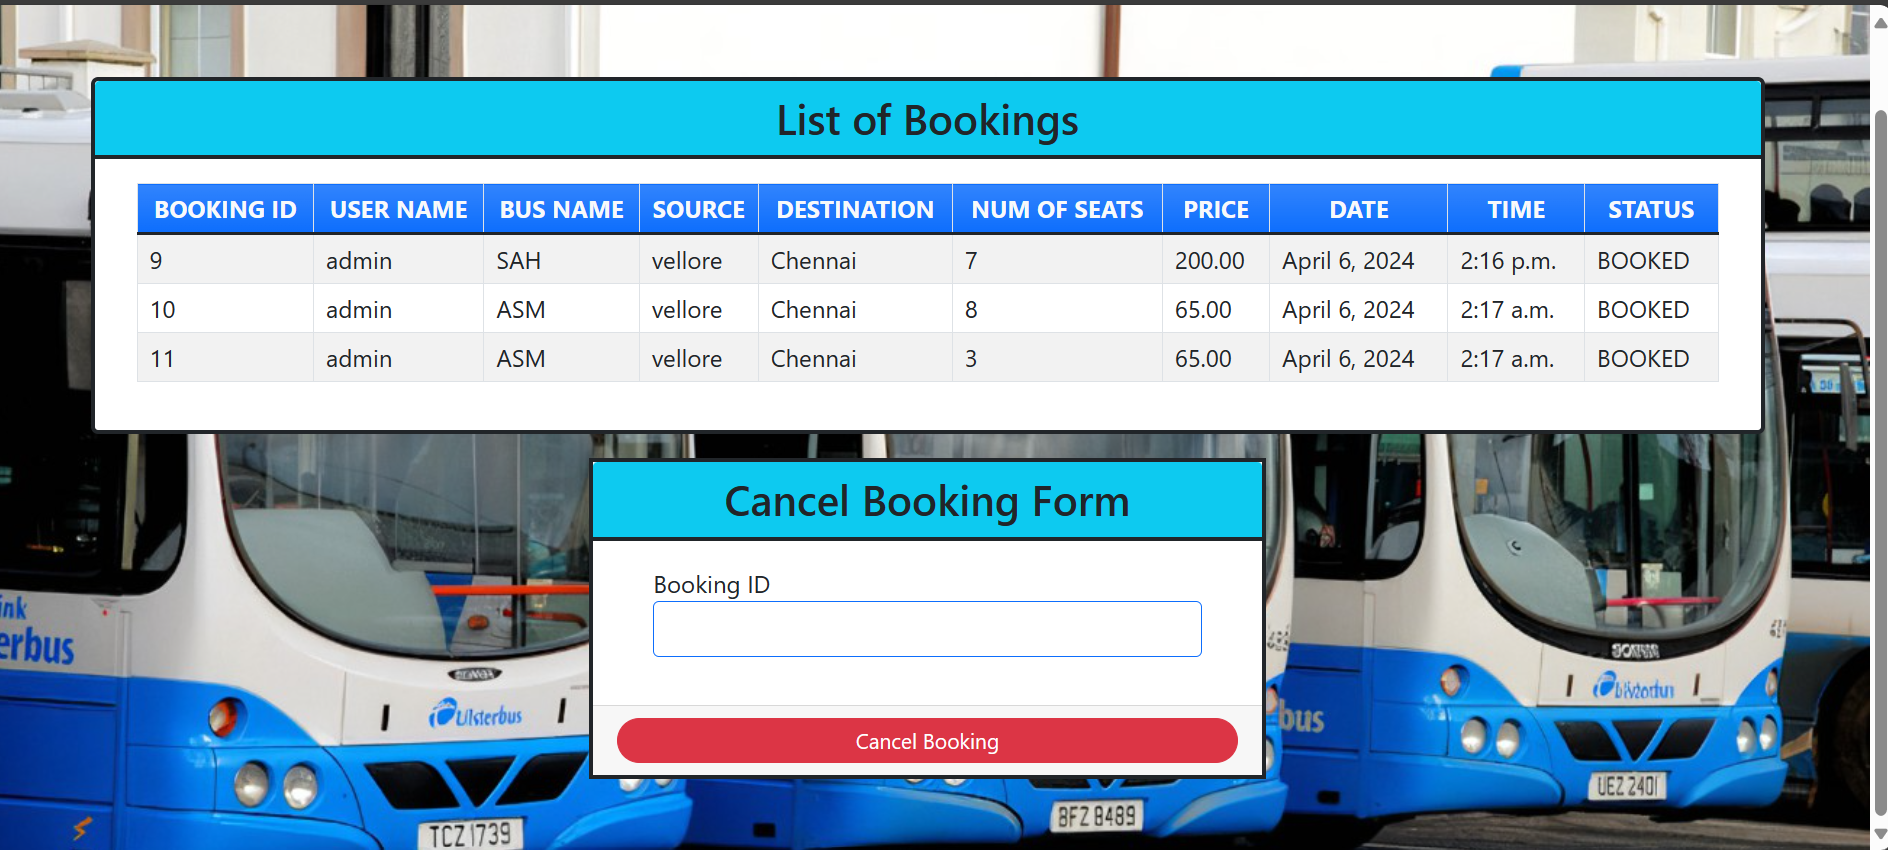 List of Bookings
BOOKING ID USER NAME BUS NAME SOURCE DESTINATION NUM OF SEATS PRICE DATE TIME STATUS
9 admin SAH vellore Chennai 7 200.00 April 6, 2024 2:16 p.m. BOOKED
10 admin ASM vellore Chennai 8 65.00 April 6, 2024 2:17 a.m. BOOKED
11 admin ASM vellore Chennai 3 65.00 April 6, 2024 2:17 a.m. BOOKED
Cancel Booking Form
Booking ID
Cancel Booking
ink
erbus
Ulsterbus
bus
TCZ 1739
BFZ 8489
UEZ 2401